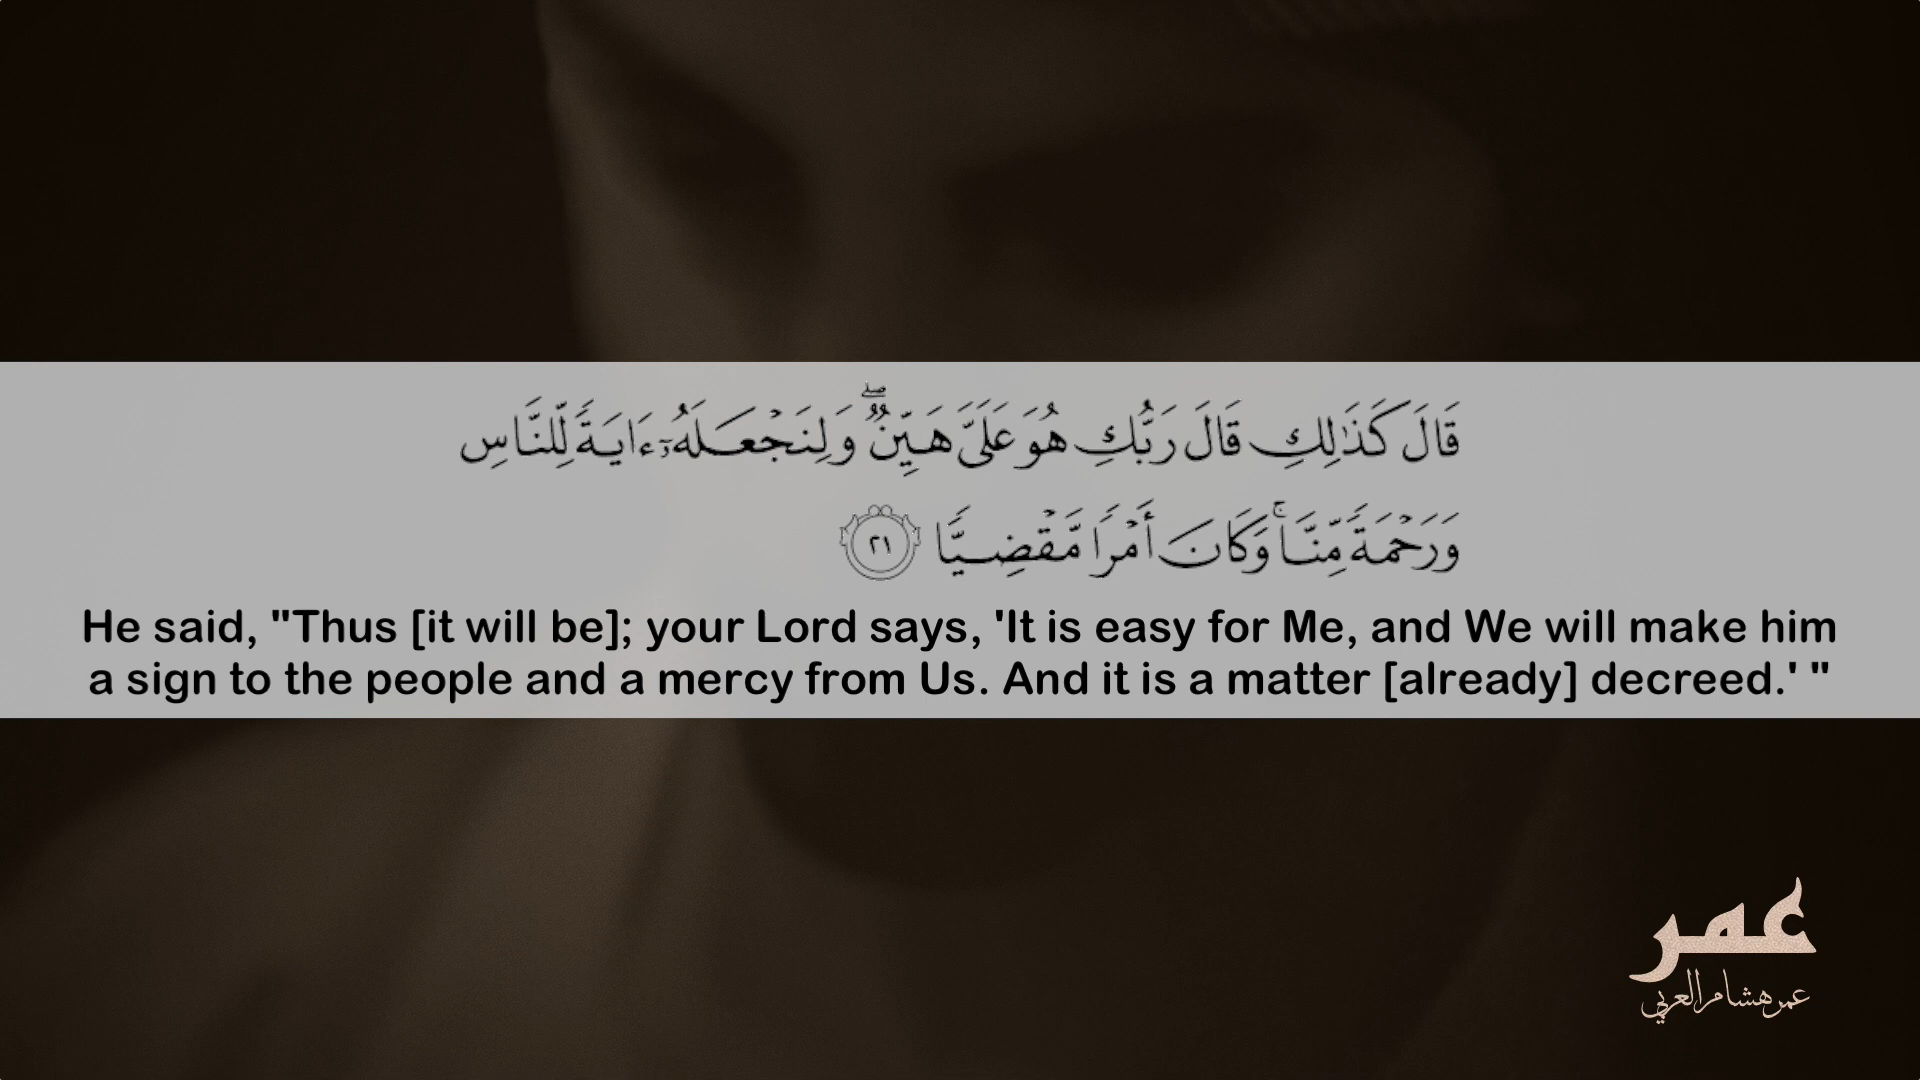 قَالَ كَذَٰلِكِ قَالَ رَبُّكِ هُوَ عَلَىَّ هَيِّنٌ ۖ وَلِنَجْعَلَهُۥٓ ءَايَةً لِّلنَّاسِ
وَرَحْمَةً مِّنَّا ۚ وَكَانَ أَمْرًا مَّقْضِيًّا ٢١
He said, "Thus [it will be]; your Lord says, 'It is easy for Me, and We will make him
a sign to the people and a mercy from Us. And it is a matter [already] decreed.' "
عمر
عمر هشام العربي